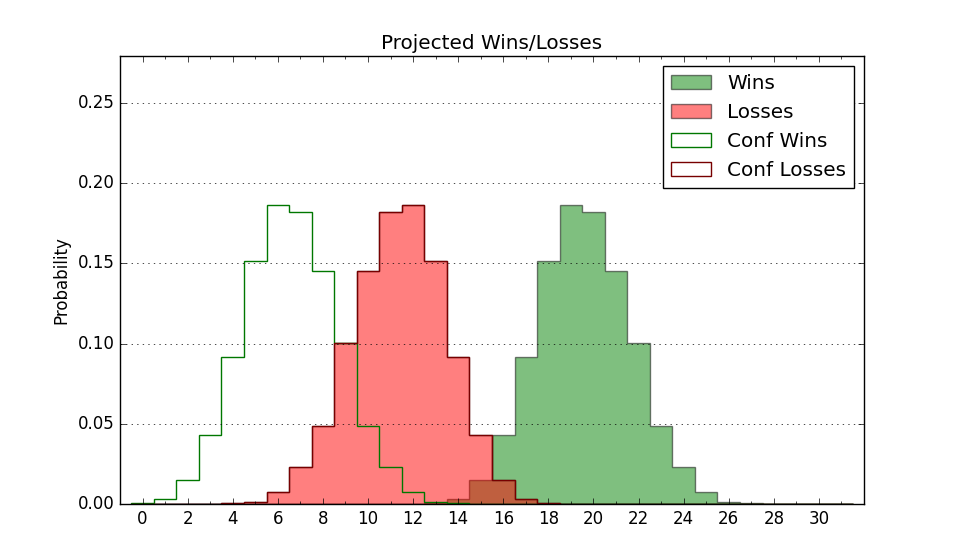 Projected Wins/Losses
0.25
0.20
0.15
0.10
0.05
0.00
Probability
Wins
Losses
Conf Wins
Conf Losses
0 2 4 6 8 10 12 14 16 18 20 22 24 26 28 30